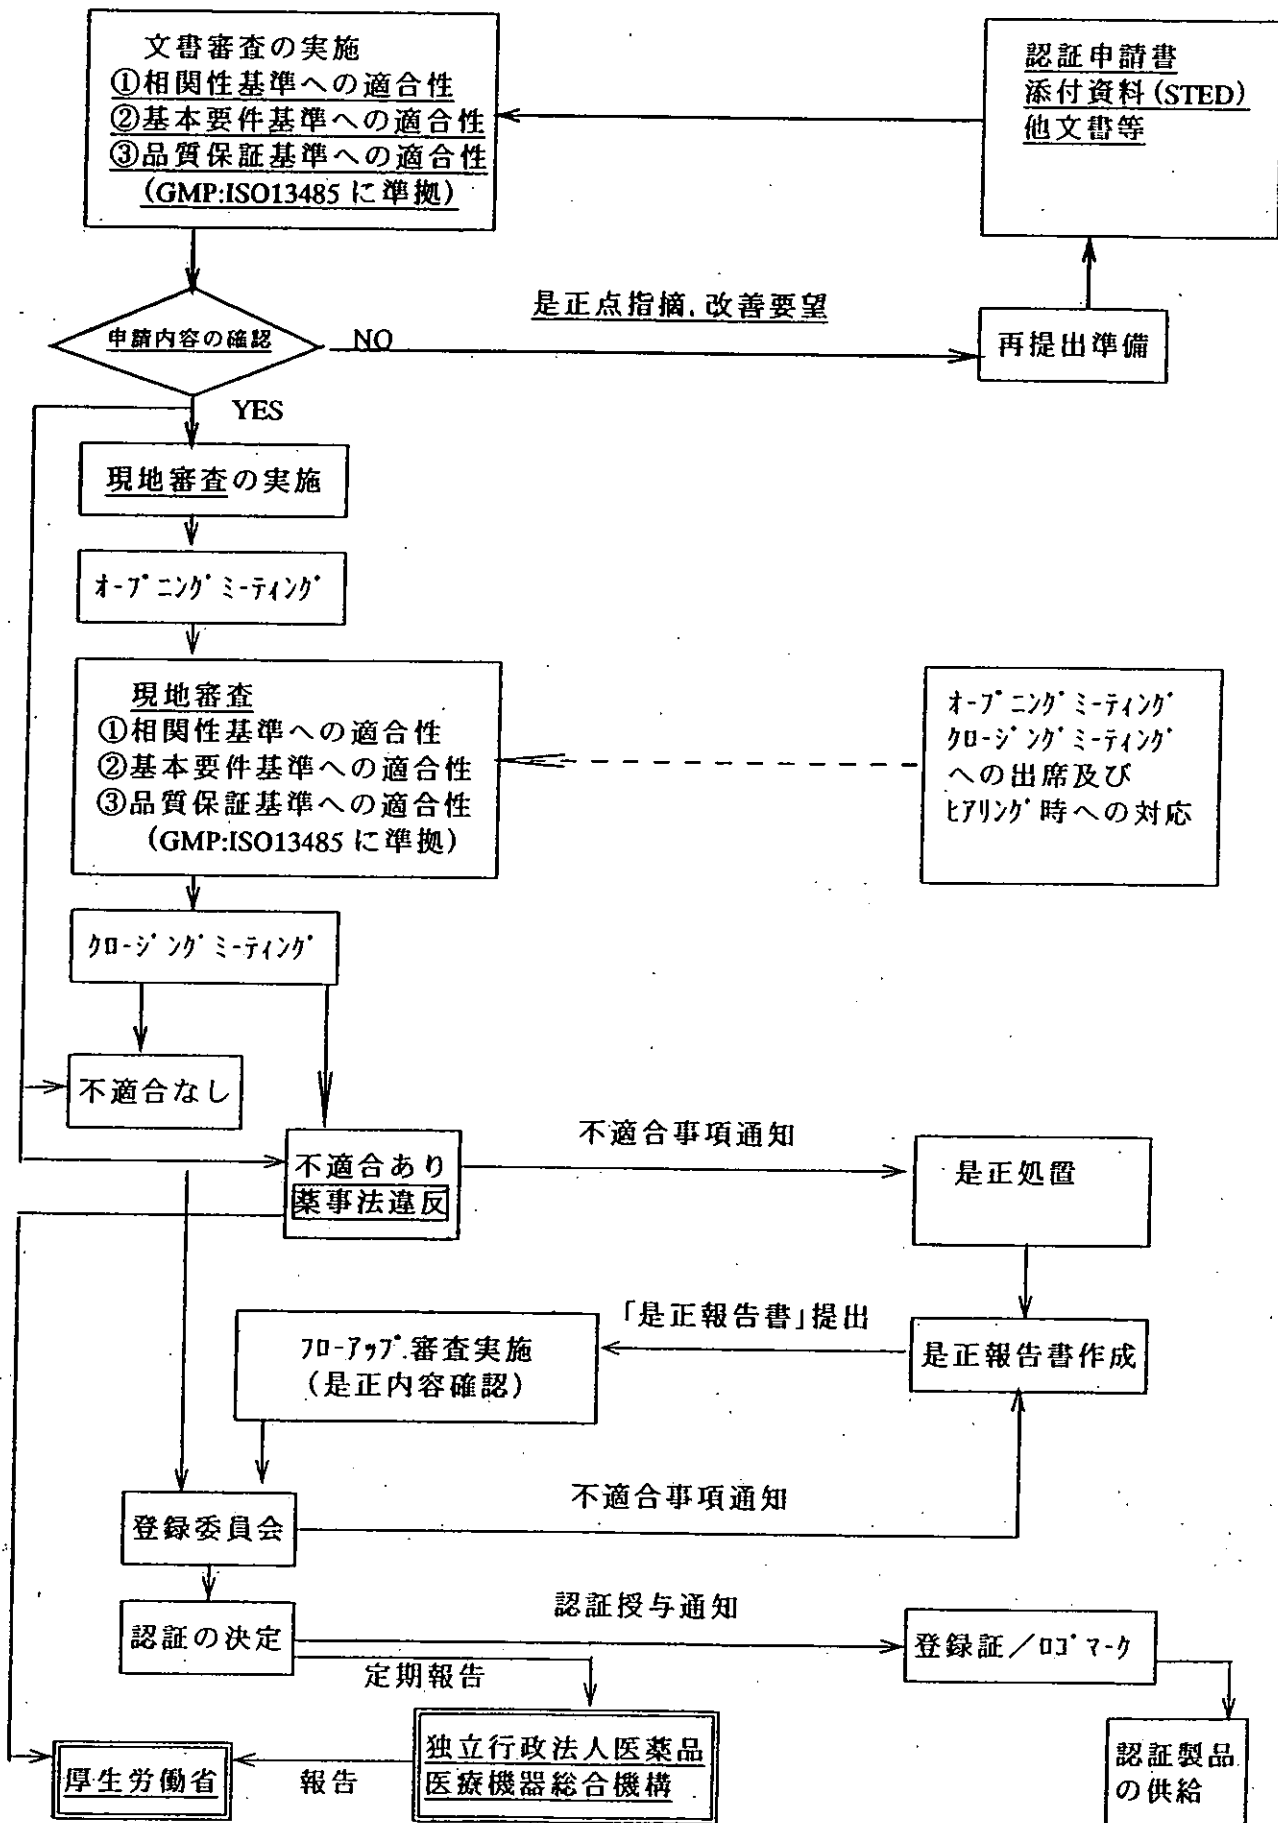 文書審査の実施
①相関性基準への適合性
②基本要件基準への適合性
③品質保証基準への適合性
(GMP:ISO13485に準拠)
認証申請書
添付資料(STED)
他文書等
申請内容の確認
NO
是正点指摘,改善要望
再提出準備
YES
現地審査の実施
オープニングミーティング
現地審査
①相関性基準への適合性
②基本要件基準への適合性
③品質保証基準への適合性
(GMP:ISO13485に準拠)
オープニングミーティング
クロージングミーティング
への出席及び
ヒアリング時への対応
クロージングミーティング
不適合なし
不適合あり
薬事法違反
不適合事項通知
是正処置
「是正報告書」提出
是正報告書作成
フローアップ.審査実施
(是正内容確認)
不適合事項通知
登録委員会
認証の決定
認証授与通知
登録証/ロゴマーク
定期報告
独立行政法人医薬品
医療機器総合機構
報告
厚生労働省
認証製品
の供給